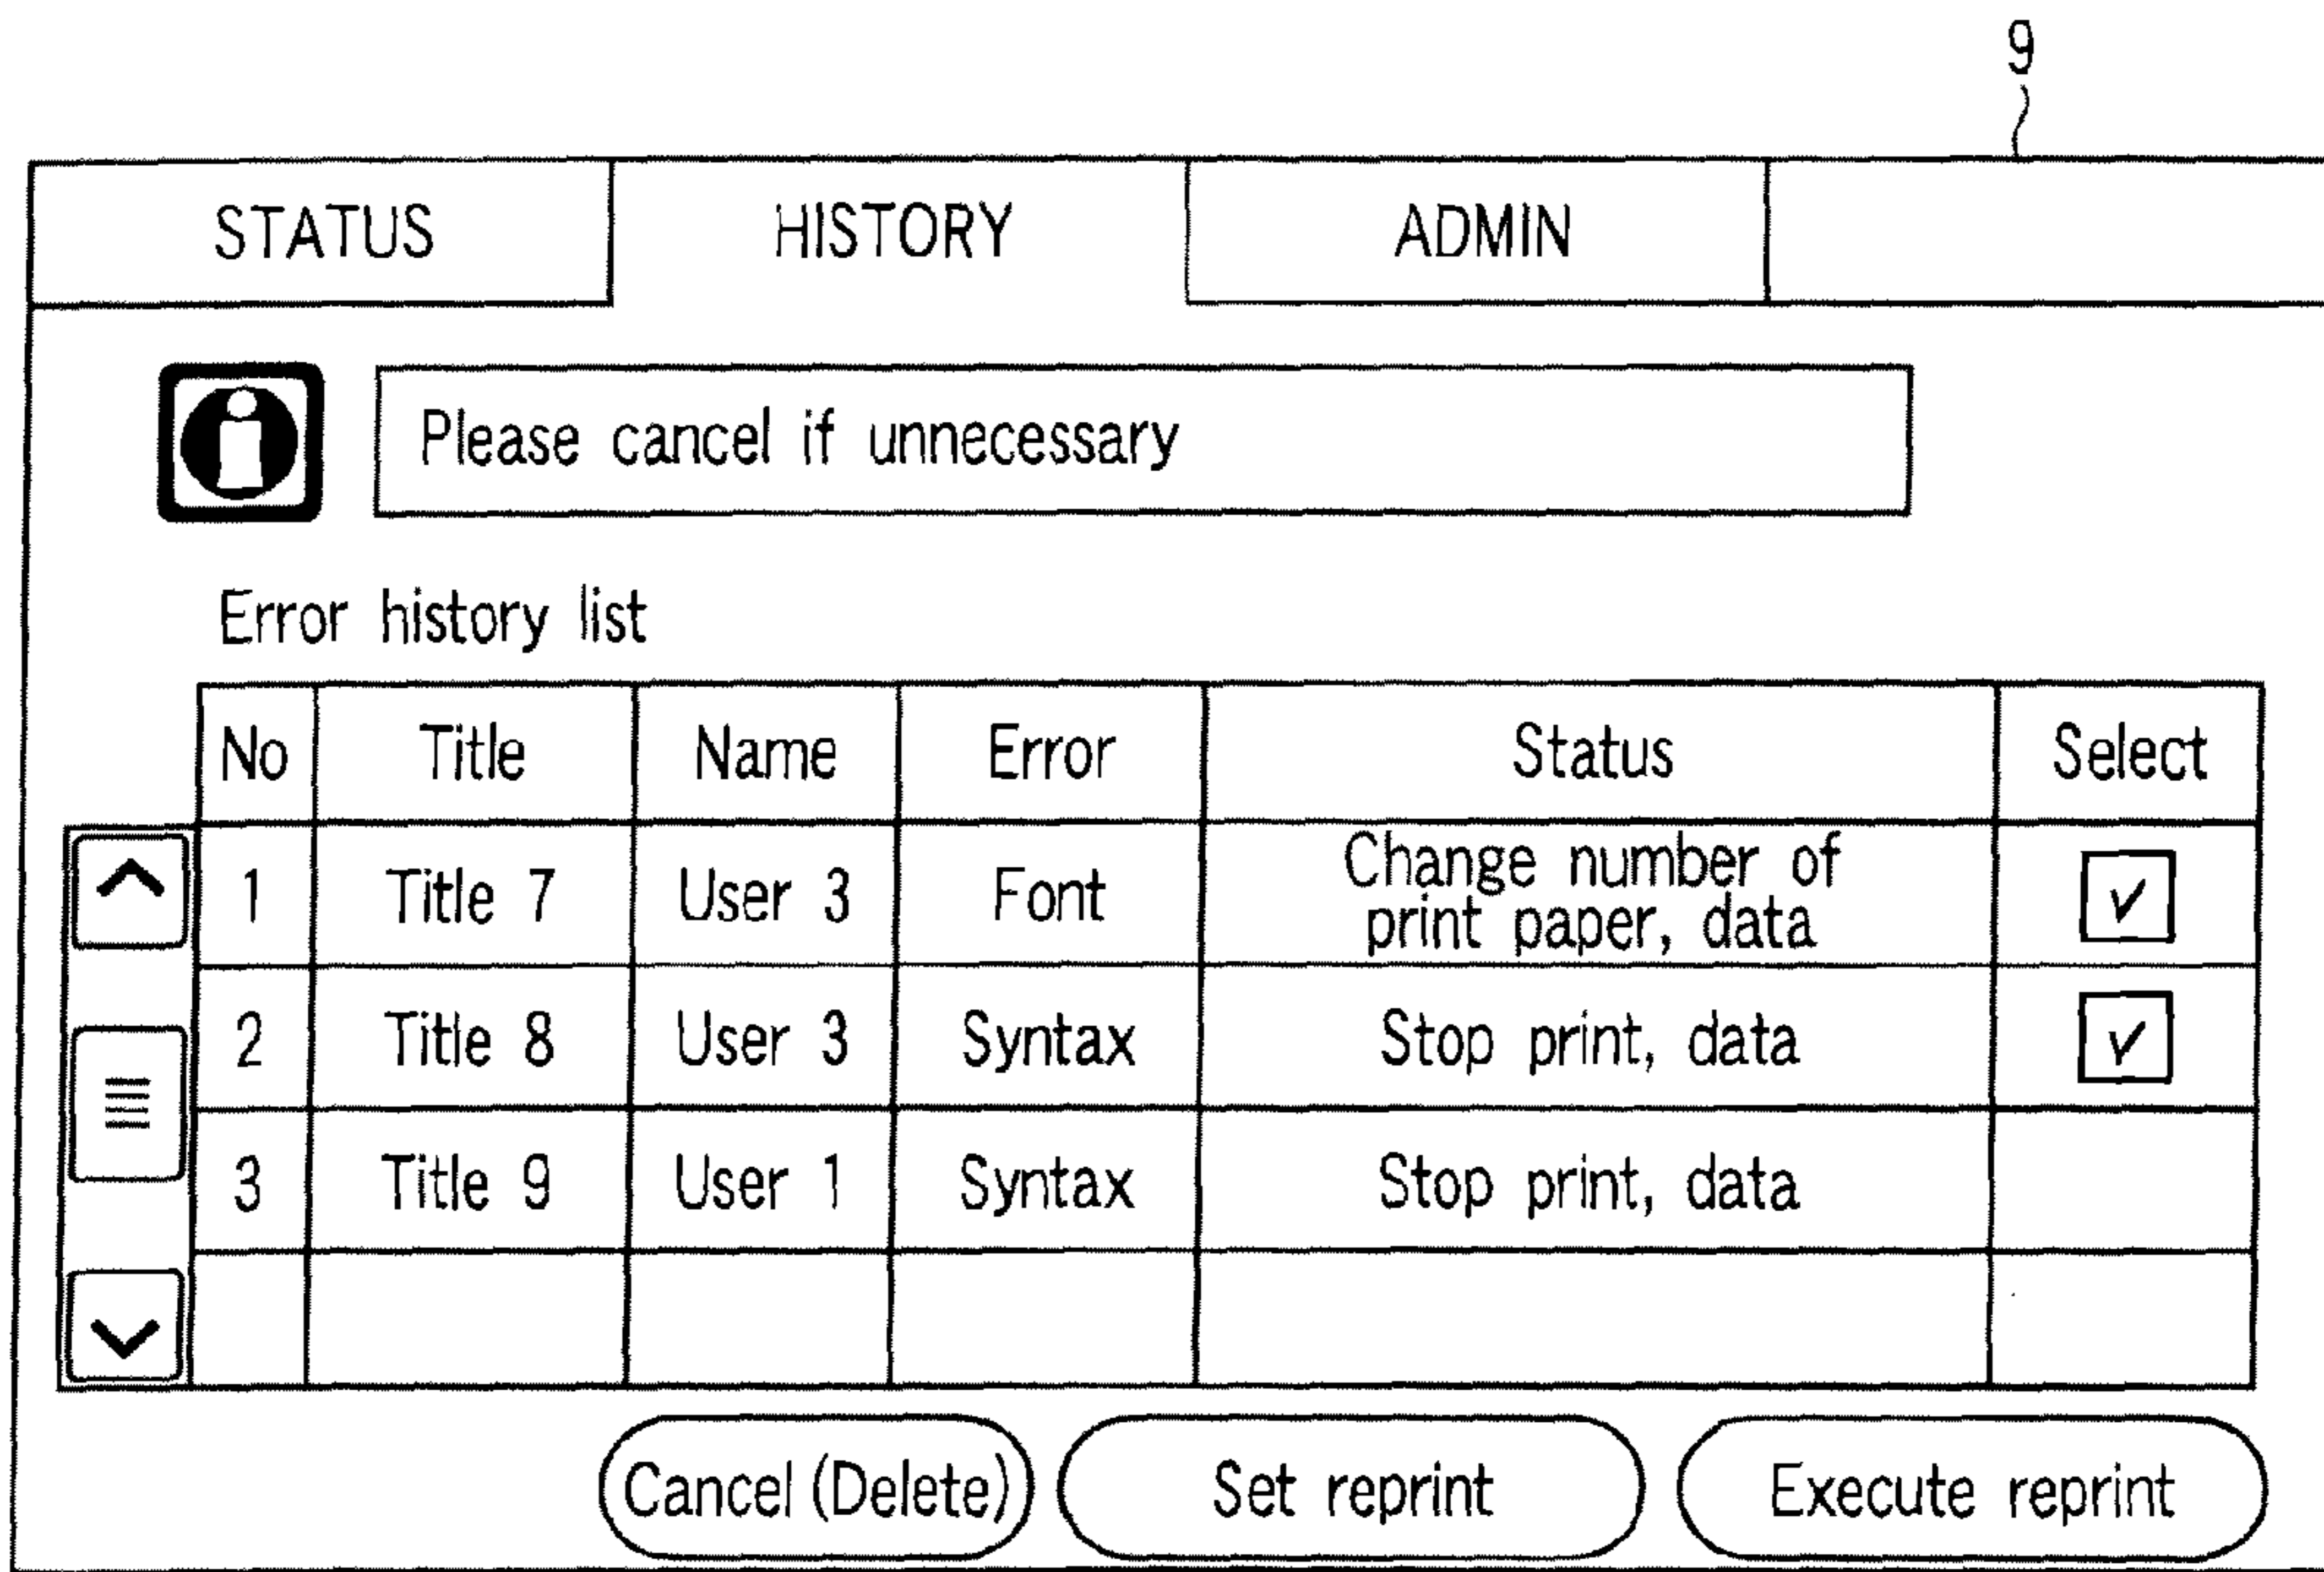 9
STATUS HISTORY ADMIN
Please cancel if unnecessary
Error history list
No Title Name Error Status Select
1 Title 7 User 3 Font Change number of print paper, data ✓
2 Title 8 User 3 Syntax Stop print, data ✓
3 Title 9 User 1 Syntax Stop print, data
Cancel (Delete) Set reprint Execute reprint